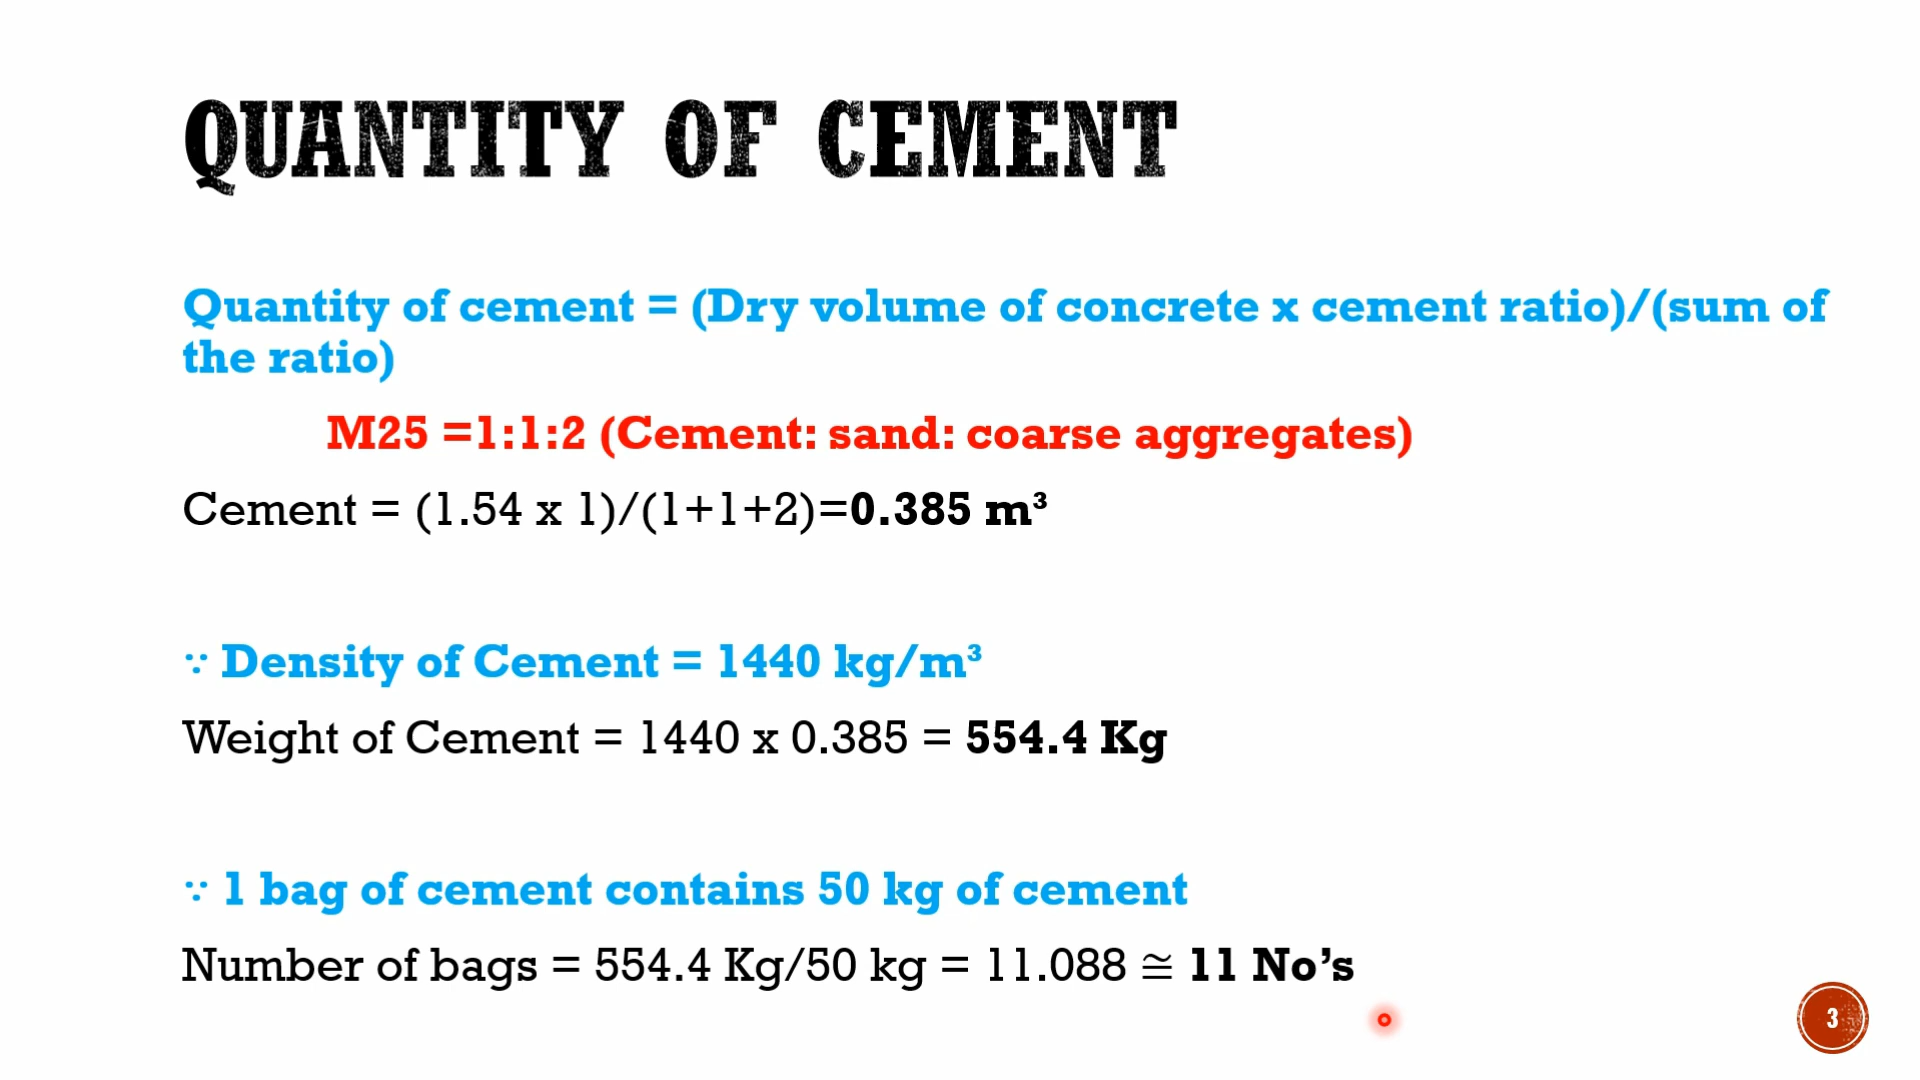 QUANTITY OF CEMENT
Quantity of cement = (Dry volume of concrete x cement ratio)/(sum of
the ratio)
M25 =1:1:2 (Cement: sand: coarse aggregates)
Cement = (1.54 x 1)/(1+1+2)=0.385 m³
∵ Density of Cement = 1440 kg/m³
Weight of Cement = 1440 x 0.385 = 554.4 Kg
∵ 1 bag of cement contains 50 kg of cement
Number of bags = 554.4 Kg/50 kg = 11.088 ≅ 11 No’s
3